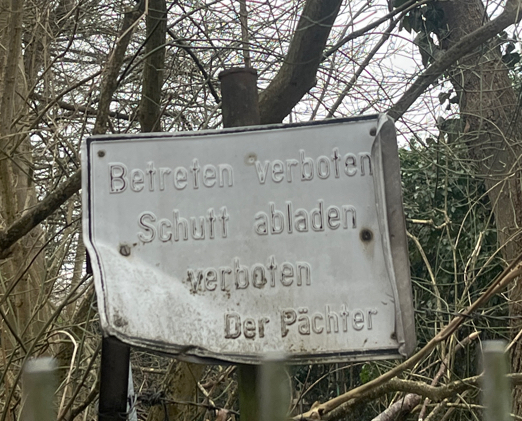 Betreten verboten
Schutt abladen
verboten
Der Pächter